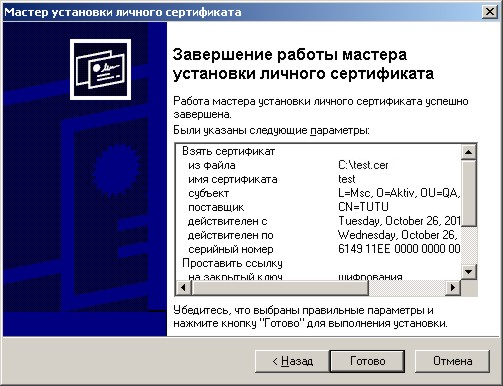 Мастер установки личного сертификата
Завершение работы мастера
установки личного сертификата
Работа мастера установки личного сертификата успешно
завершена.
Были указаны следующие параметры:
Взять сертификат
из файла C:\test.cer
имя сертификата test
субъект L=Msc, O=Aktiv, OU=QA,
поставщик CN=TUTU
действителен с Tuesday, October 26, 201
действителен по Wednesday, October 26,
серийный номер 6149 11EE 0000 0000 00
Проставить ссылку
на закрытый ключ шифрования
Убедитесь, что выбраны правильные параметры и
нажмите кнопку "Готово" для выполнения установки.
< Назад Готово Отмена